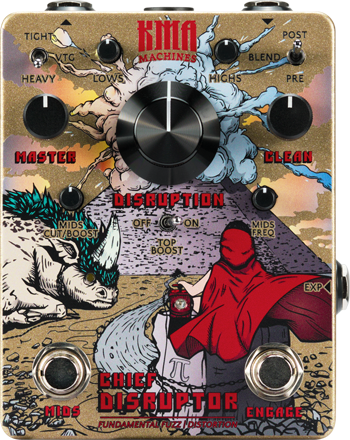 KMA
MACHINES
TIGHT
VTG
HEAVY
LOWS
HIGHS
POST
BLEND
PRE
MASTER
CLEAN
DISRUPTION
MIDS
CUT/BOOST
OFF
ON
TOP
BOOST
MIDS
FREQ
EXP
π
CHIEF
DISRUPTOR
FUNDAMENTAL FUZZ | DISTORTION
MIDS
ENGAGE